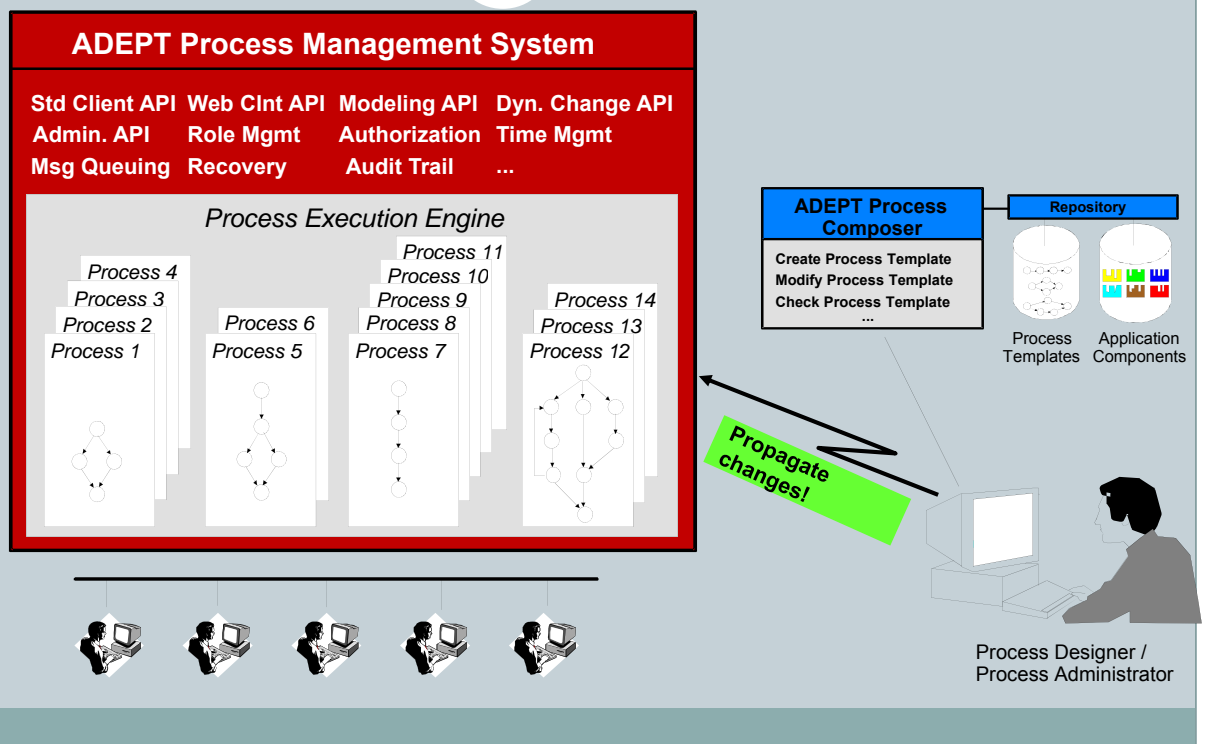 ADEPT Process Management System
Std Client API Web Clnt API Modeling API Dyn. Change API
Admin. API Role Mgmt Authorization Time Mgmt
Msg Queuing Recovery Audit Trail ...
Process Execution Engine
Process 4
Process 3
Process 2
Process 1
Process 6
Process 5
Process 11
Process 10
Process 9
Process 8
Process 7
Process 14
Process 13
Process 12
ADEPT Process
Composer
Create Process Template
Modify Process Template
Check Process Template
...
Repository
Process
Templates
Application
Components
Propagate
changes!
Process Designer /
Process Administrator